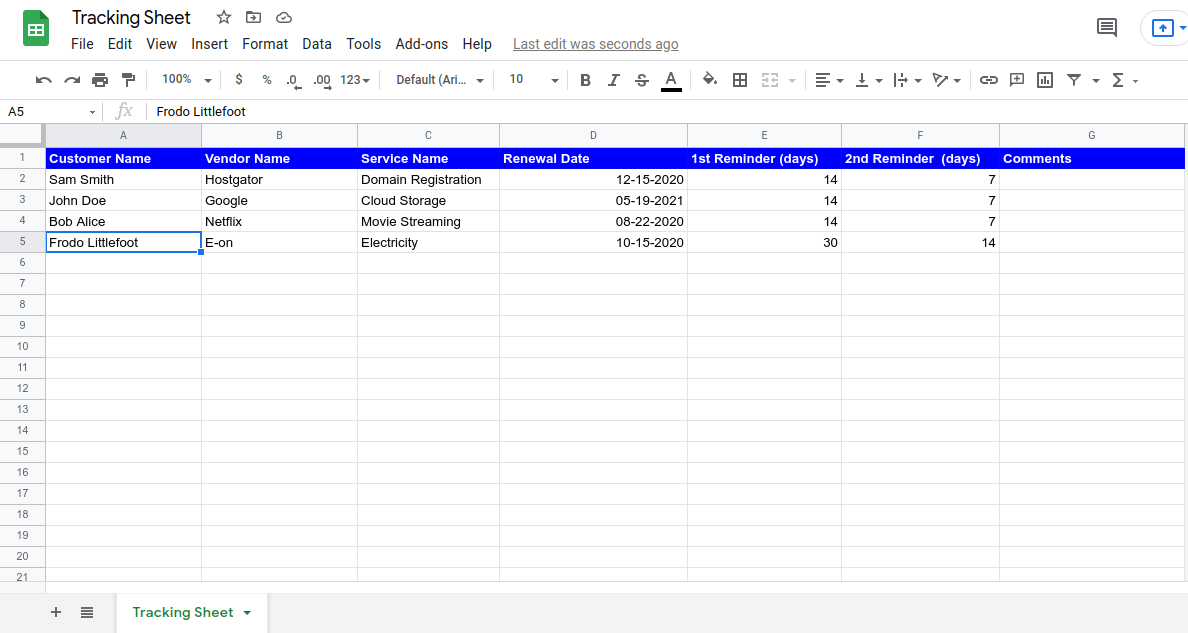 Tracking Sheet
File Edit View Insert Format Data Tools Add-ons Help Last edit was seconds ago
100% $ % .0 .00 123 Default (Ari... 10 B I S A Σ
A5 fx Frodo Littlefoot
A B C D E F G
1 Customer Name Vendor Name Service Name Renewal Date 1st Reminder (days) 2nd Reminder (days) Comments
2 Sam Smith Hostgator Domain Registration 12-15-2020 14 7
3 John Doe Google Cloud Storage 05-19-2021 14 7
4 Bob Alice Netflix Movie Streaming 08-22-2020 14 7
5 Frodo Littlefoot E-on Electricity 10-15-2020 30 14
6
7
8
9
10
11
12
13
14
15
16
17
18
19
20
21
Tracking Sheet